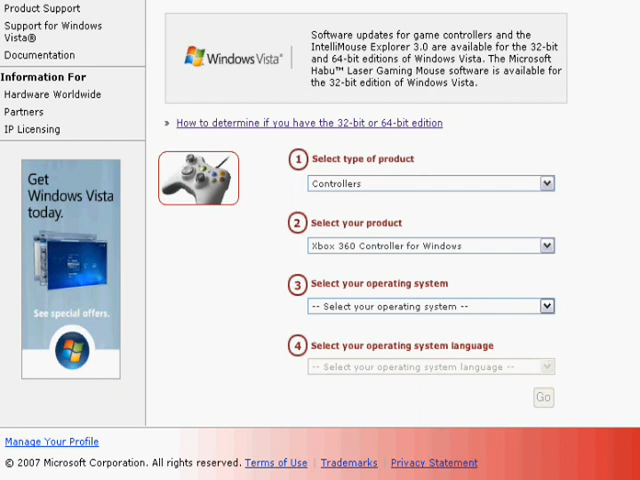 Product Support
Support for Windows
Vista®
Documentation
Information For
Hardware Worldwide
Partners
IP Licensing
Get
Windows Vista
today.
See special offers.
Windows Vista™
Software updates for game controllers and the
IntelliMouse Explorer 3.0 are available for the 32-bit
and 64-bit editions of Windows Vista. The Microsoft
Habu™ Laser Gaming Mouse software is available for
the 32-bit edition of Windows Vista.
» How to determine if you have the 32-bit or 64-bit edition
1 Select type of product
Controllers
2 Select your product
Xbox 360 Controller for Windows
3 Select your operating system
-- Select your operating system --
4 Select your operating system language
-- Select your operating system language --
Go
Manage Your Profile
© 2007 Microsoft Corporation. All rights reserved. Terms of Use | Trademarks | Privacy Statement